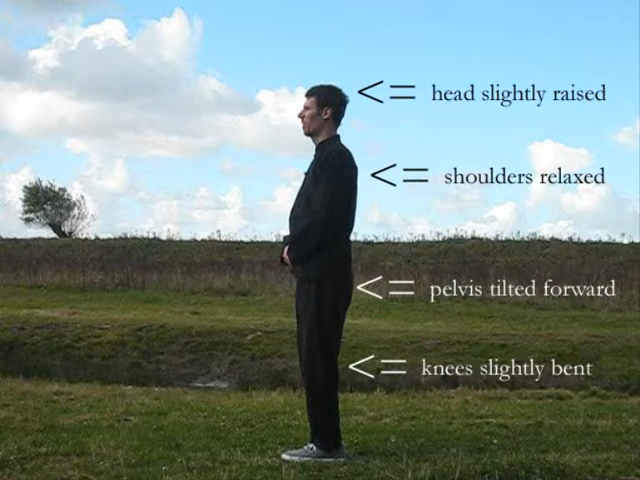 <= head slightly raised
<= shoulders relaxed
<= pelvis tilted forward
<= knees slightly bent